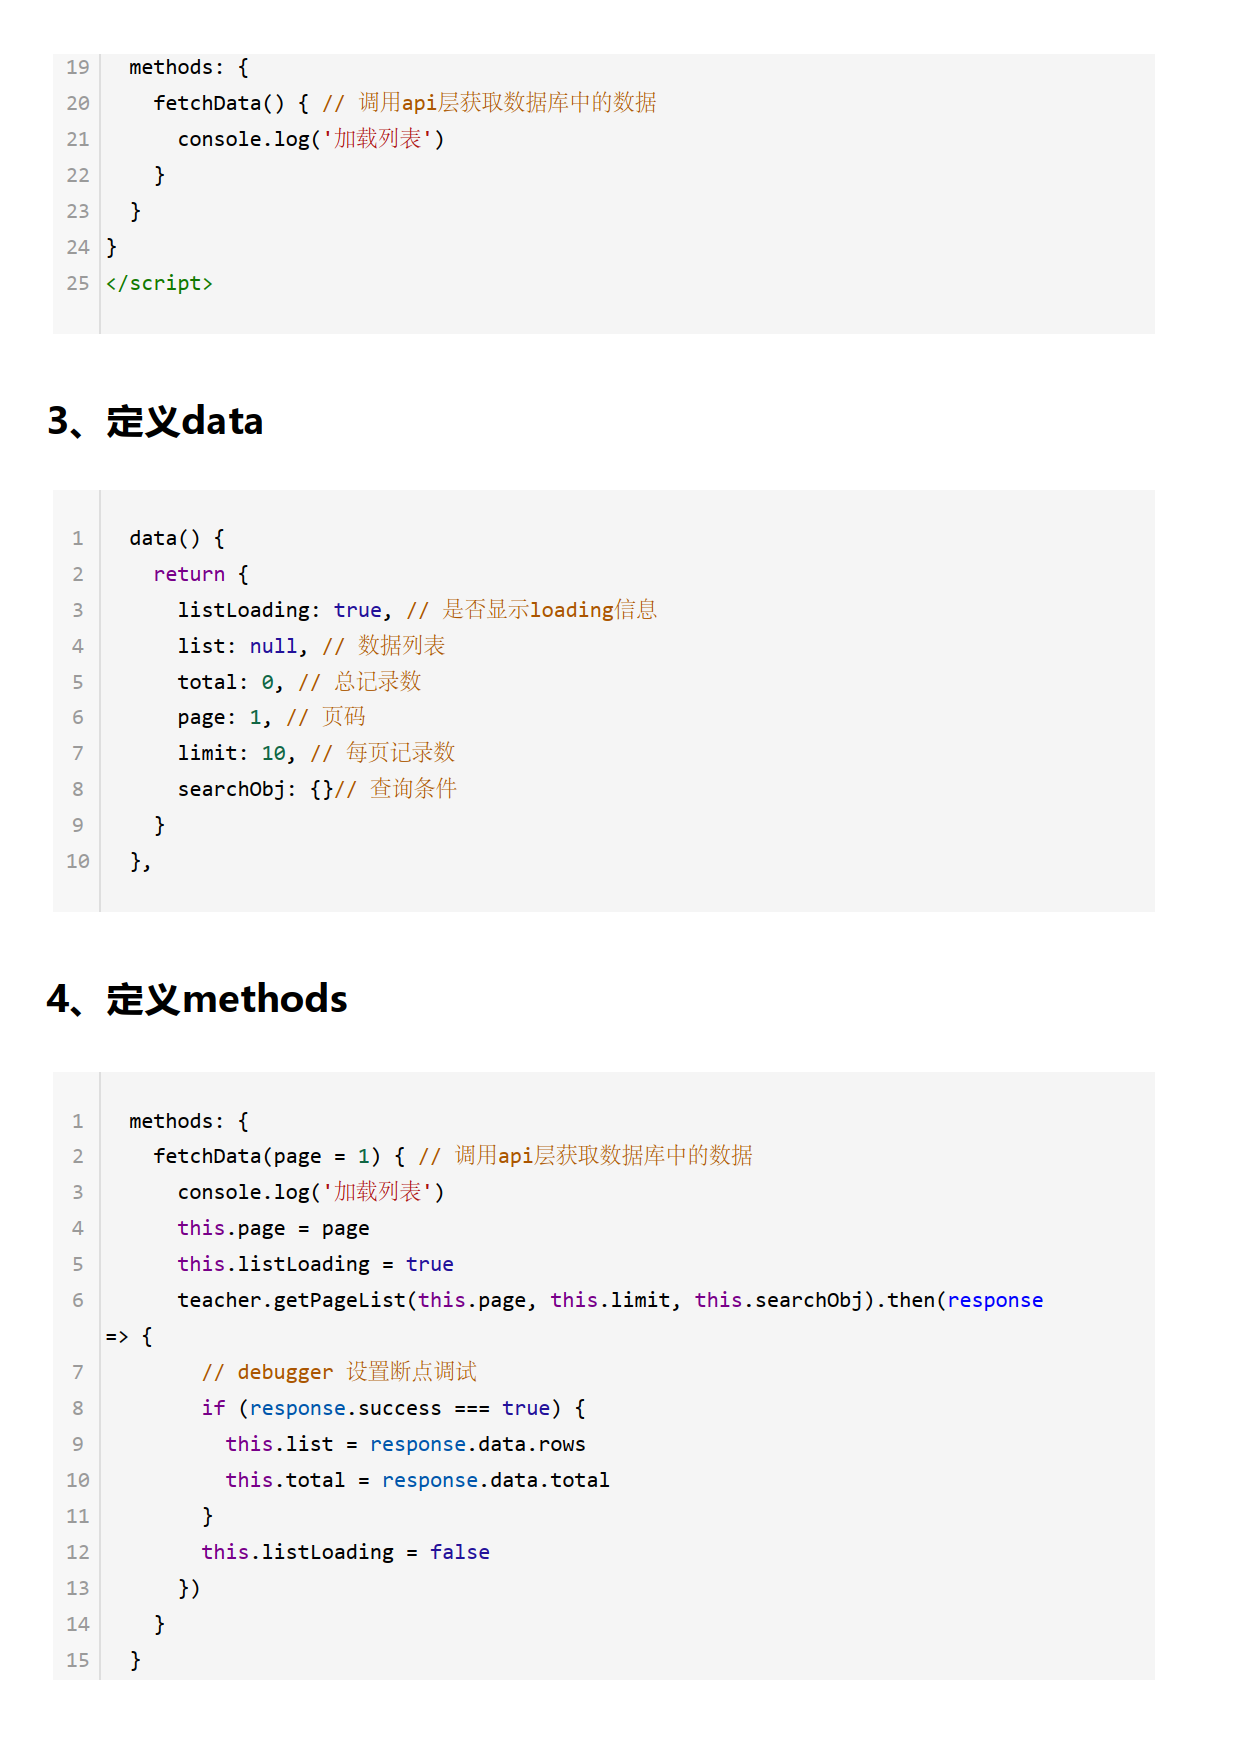 19   methods: {
20     fetchData() { // 调用api层获取数据库中的数据
21       console.log('加载列表')
22     }
23   }
24 }
25 </script>
3、定义data
1   data() {
2     return {
3       listLoading: true, // 是否显示loading信息
4       list: null, // 数据列表
5       total: 0, // 总记录数
6       page: 1, // 页码
7       limit: 10, // 每页记录数
8       searchObj: {}// 查询条件
9     }
10   },
4、定义methods
1   methods: {
2     fetchData(page = 1) { // 调用api层获取数据库中的数据
3       console.log('加载列表')
4       this.page = page
5       this.listLoading = true
6       teacher.getPageList(this.page, this.limit, this.searchObj).then(response
=> {
7         // debugger 设置断点调试
8         if (response.success === true) {
9           this.list = response.data.rows
10           this.total = response.data.total
11         }
12         this.listLoading = false
13       })
14     }
15   }